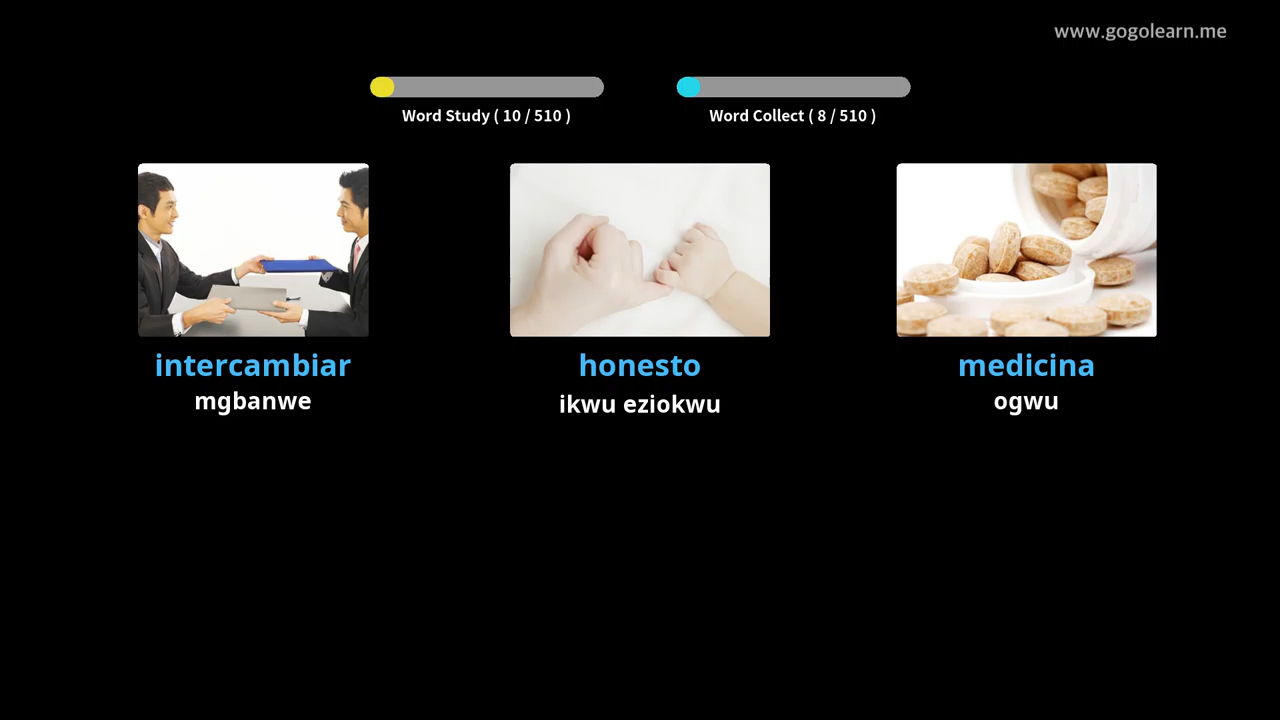 www.gogolearn.me
Word Study ( 10 / 510 )
Word Collect ( 8 / 510 )
intercambiar
mgbanwe
honesto
ikwu eziokwu
medicina
ogwu